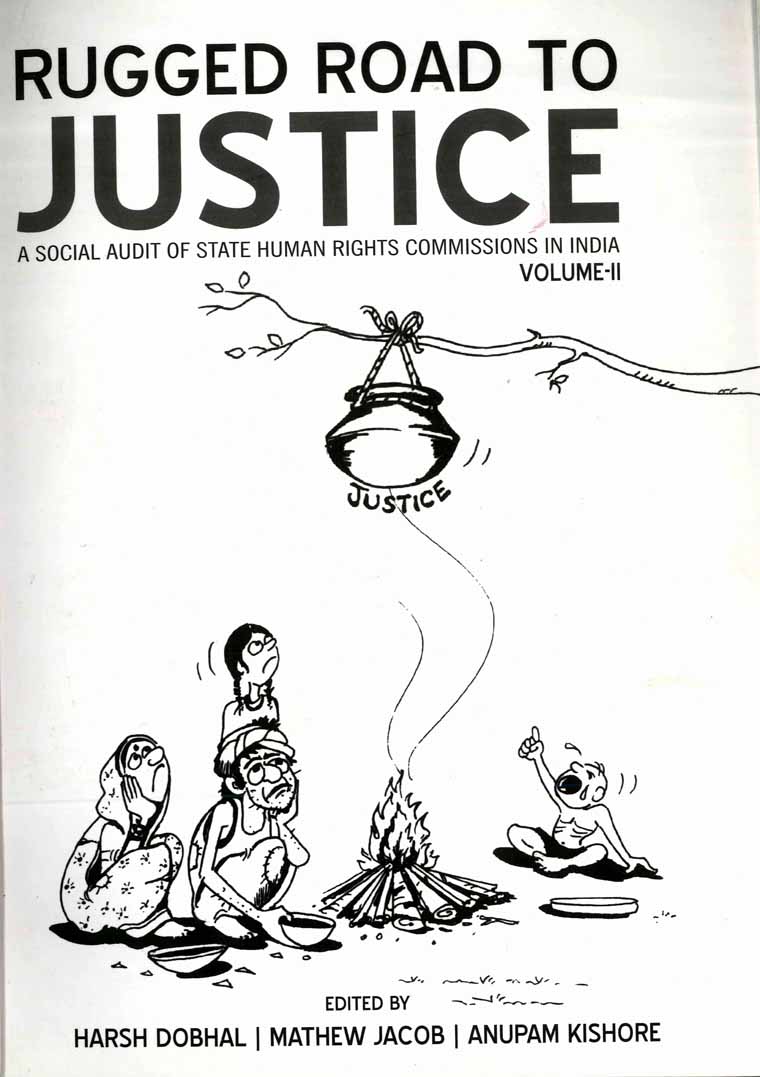 RUGGED ROAD TO
JUSTICE
A SOCIAL AUDIT OF STATE HUMAN RIGHTS COMMISSIONS IN INDIA
VOLUME-II
JUSTICE
EDITED BY
HARSH DOBHAL | MATHEW JACOB | ANUPAM KISHORE